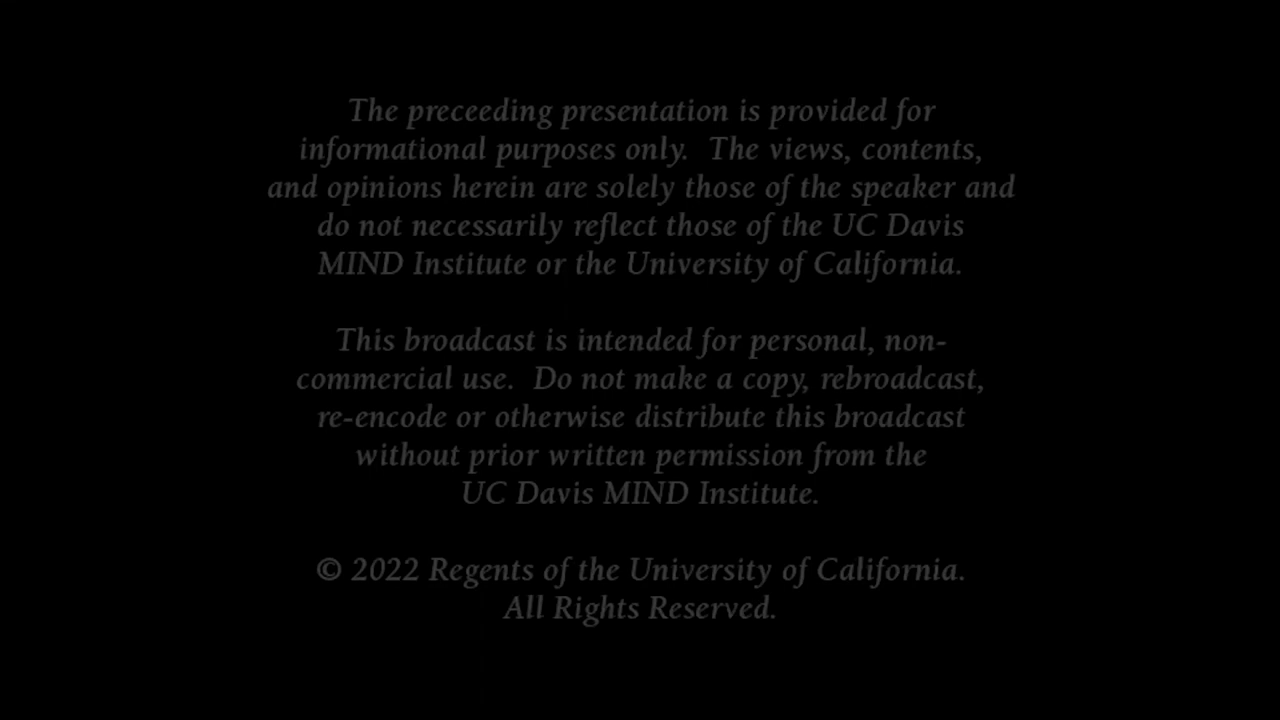 The preceeding presentation is provided for
informational purposes only.  The views, contents,
and opinions herein are solely those of the speaker and
do not necessarily reflect those of the UC Davis
MIND Institute or the University of California.
This broadcast is intended for personal, non-
commercial use.  Do not make a copy, rebroadcast,
re-encode or otherwise distribute this broadcast
without prior written permission from the
UC Davis MIND Institute.
© 2022 Regents of the University of California.
All Rights Reserved.